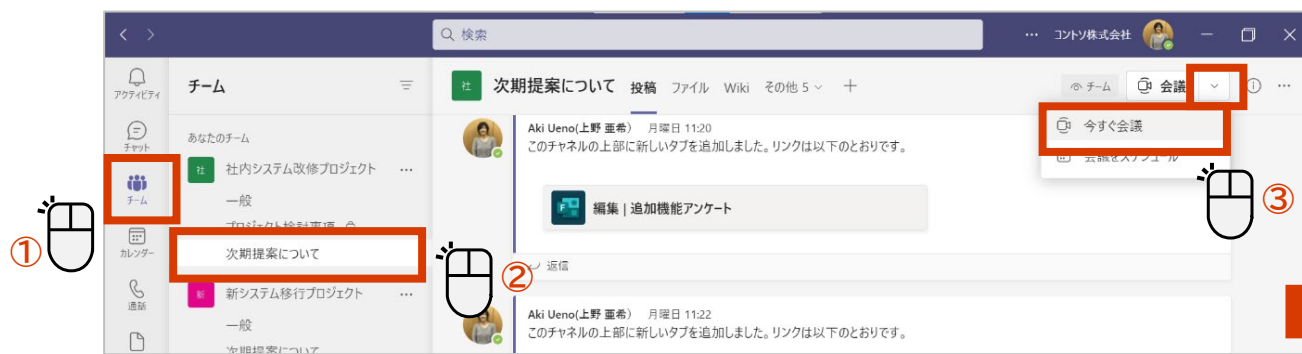 検索
… コントソ株式会社
アクティビティ
チャット
チーム
カレンダー
通話
チーム
あなたのチーム
社 社内システム改修プロジェクト …
一般
プロジェクト検討事項
次期提案について
新 新システム移行プロジェクト …
一般
次期提案について
社 次期提案について 投稿 ファイル Wiki その他 5 +
チーム 会議 …
今すぐ会議
会議をスケジュール
Aki Ueno(上野 亜希) 月曜日 11:20
このチャネルの上部に新しいタブを追加しました。リンクは以下のとおりです。
編集 | 追加機能アンケート
返信
Aki Ueno(上野 亜希) 月曜日 11:22
このチャネルの上部に新しいタブを追加しました。リンクは以下のとおりです。
①
②
③